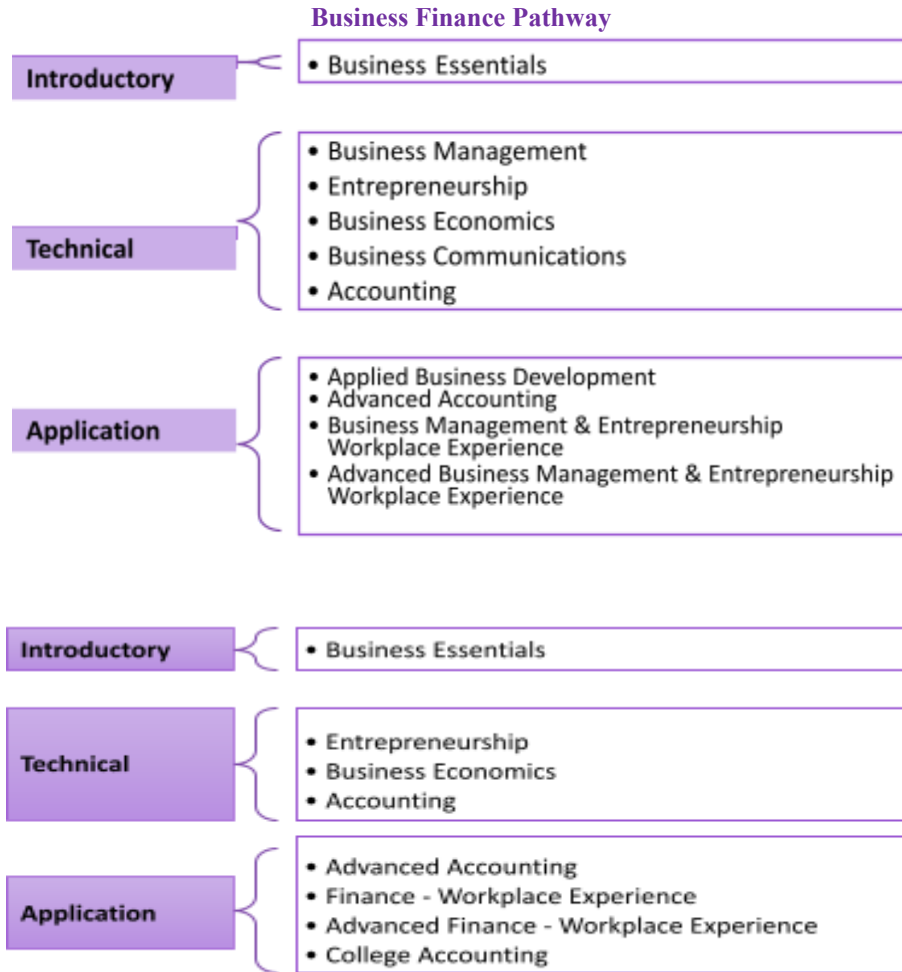 Business Finance Pathway
Introductory
• Business Essentials
Technical
• Business Management
• Entrepreneurship
• Business Economics
• Business Communications
• Accounting
Application
• Applied Business Development
• Advanced Accounting
• Business Management & Entrepreneurship
Workplace Experience
• Advanced Business Management & Entrepreneurship
Workplace Experience
Introductory
• Business Essentials
Technical
• Entrepreneurship
• Business Economics
• Accounting
Application
• Advanced Accounting
• Finance - Workplace Experience
• Advanced Finance - Workplace Experience
• College Accounting